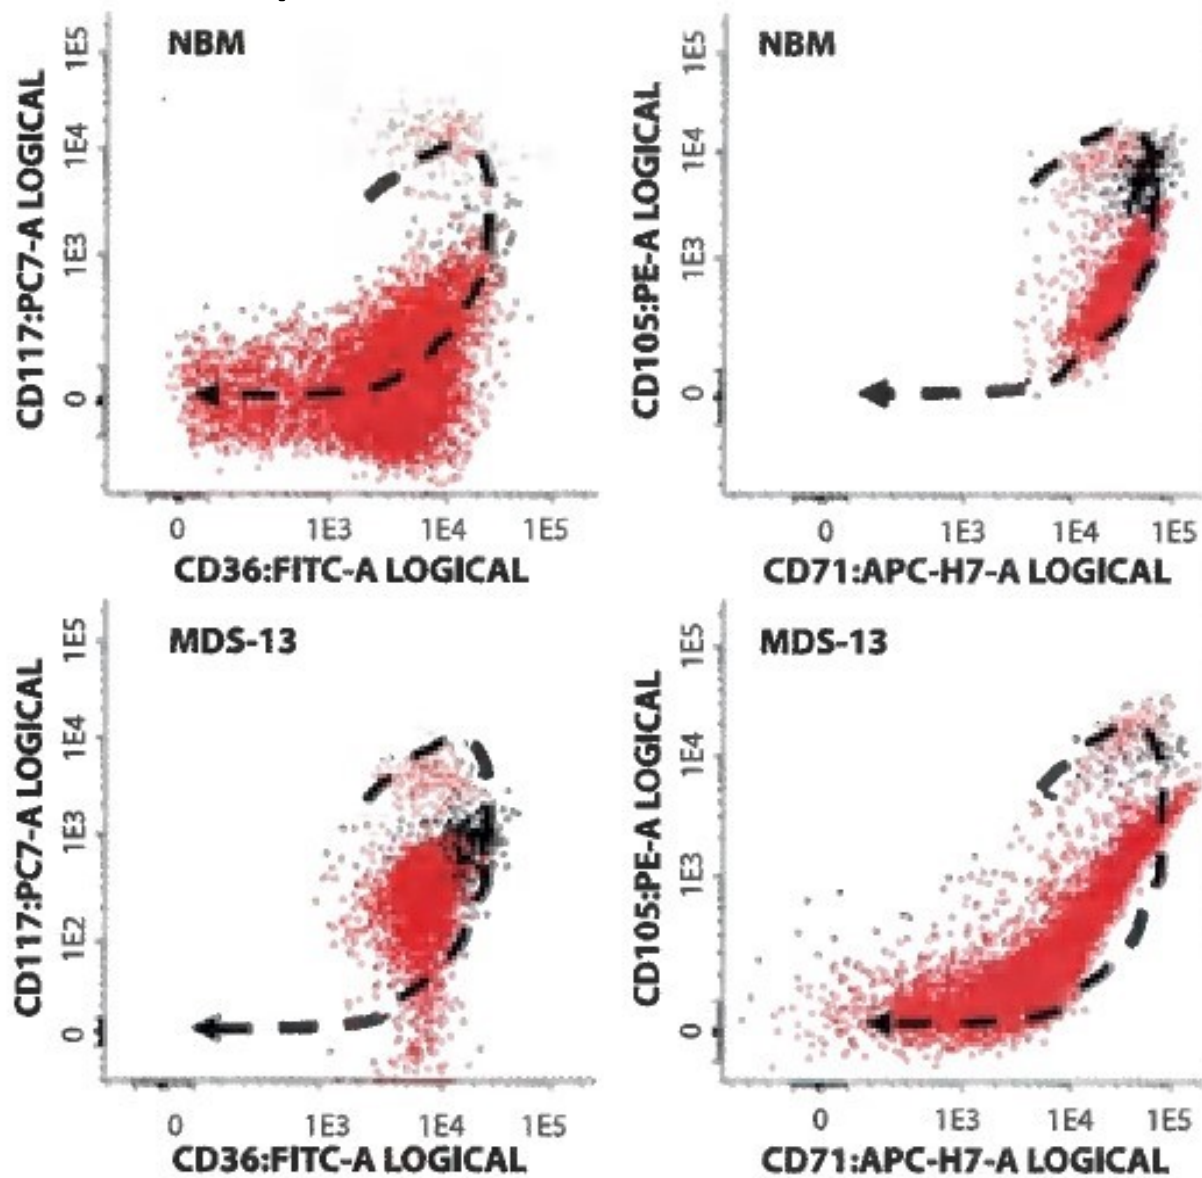 NBM
1E5
1E4
1E3
0
CD117:PC7-A LOGICAL
0 1E3 1E4 1E5
CD36:FITC-A LOGICAL
NBM
1E5
1E4
1E3
0
CD105:PE-A LOGICAL
0 1E3 1E4 1E5
CD71:APC-H7-A LOGICAL
MDS-13
1E5
1E4
1E3
1E2
0
CD117:PC7-A LOGICAL
0 1E3 1E4 1E5
CD36:FITC-A LOGICAL
MDS-13
1E5
1E4
1E3
0
CD105:PE-A LOGICAL
0 1E3 1E4 1E5
CD71:APC-H7-A LOGICAL